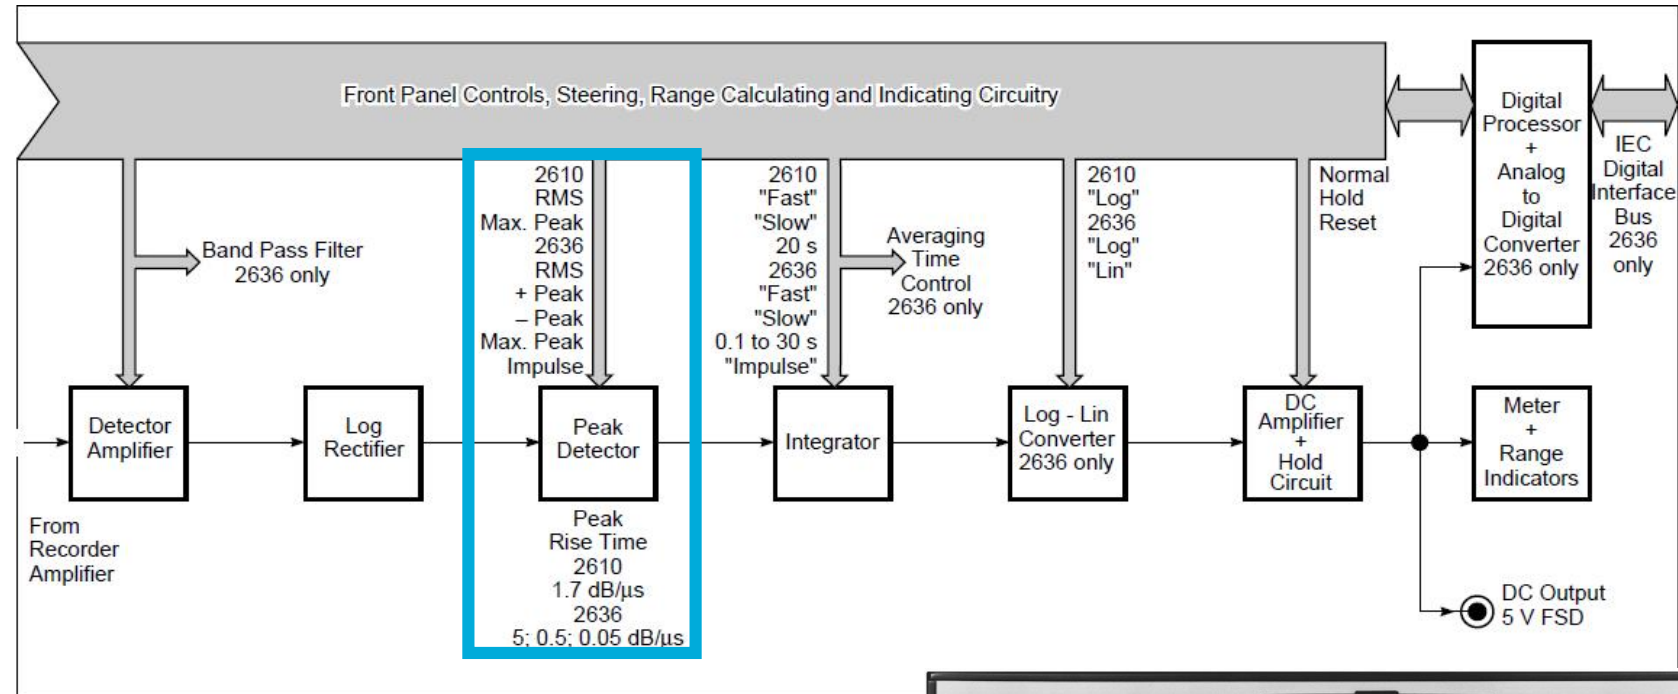 Front Panel Controls, Steering, Range Calculating and Indicating Circuitry
Digital
Processor
+
Analog
to
Digital
Converter
2636 only
IEC
Digital
Interface
Bus
2636
only
Band Pass Filter
2636 only
2610
RMS
Max. Peak
2636
RMS
+ Peak
– Peak
Max. Peak
Impulse
2610
"Fast"
"Slow"
20 s
2636
"Fast"
"Slow"
0.1 to 30 s
"Impulse"
Averaging
Time
Control
2636 only
2610
"Log"
2636
"Log"
"Lin"
Normal
Hold
Reset
Detector
Amplifier
Log
Rectifier
Peak
Detector
Integrator
Log - Lin
Converter
2636 only
DC
Amplifier
+
Hold
Circuit
Meter
+
Range
Indicators
From
Recorder
Amplifier
Peak
Rise Time
2610
1.7 dB/µs
2636
5; 0.5; 0.05 dB/µs
DC Output
5 V FSD